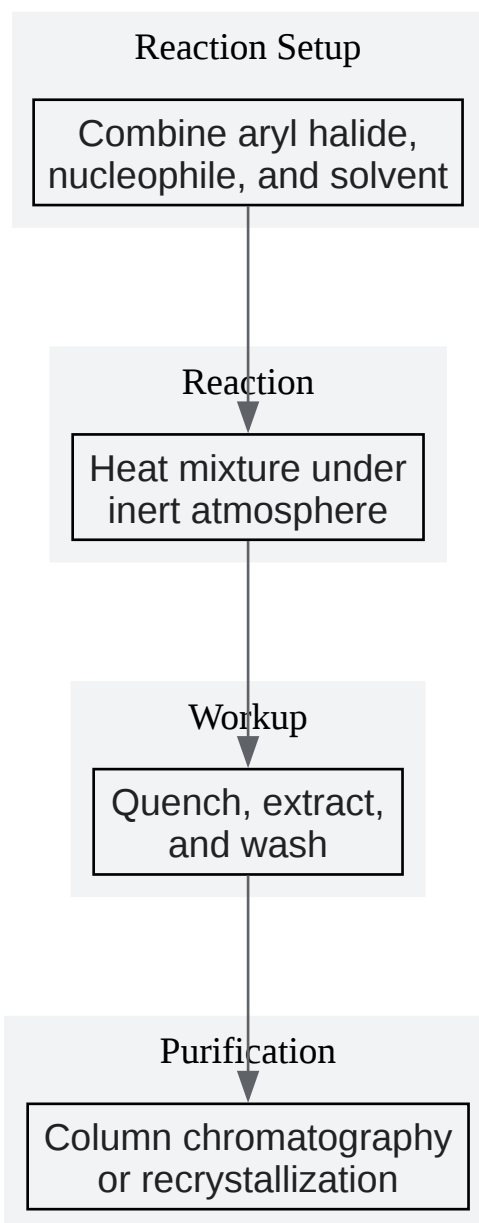 Reaction Setup
Combine aryl halide,
nucleophile, and solvent
Reaction
Heat mixture under
inert atmosphere
Workup
Quench, extract,
and wash
Purification
Column chromatography
or recrystallization